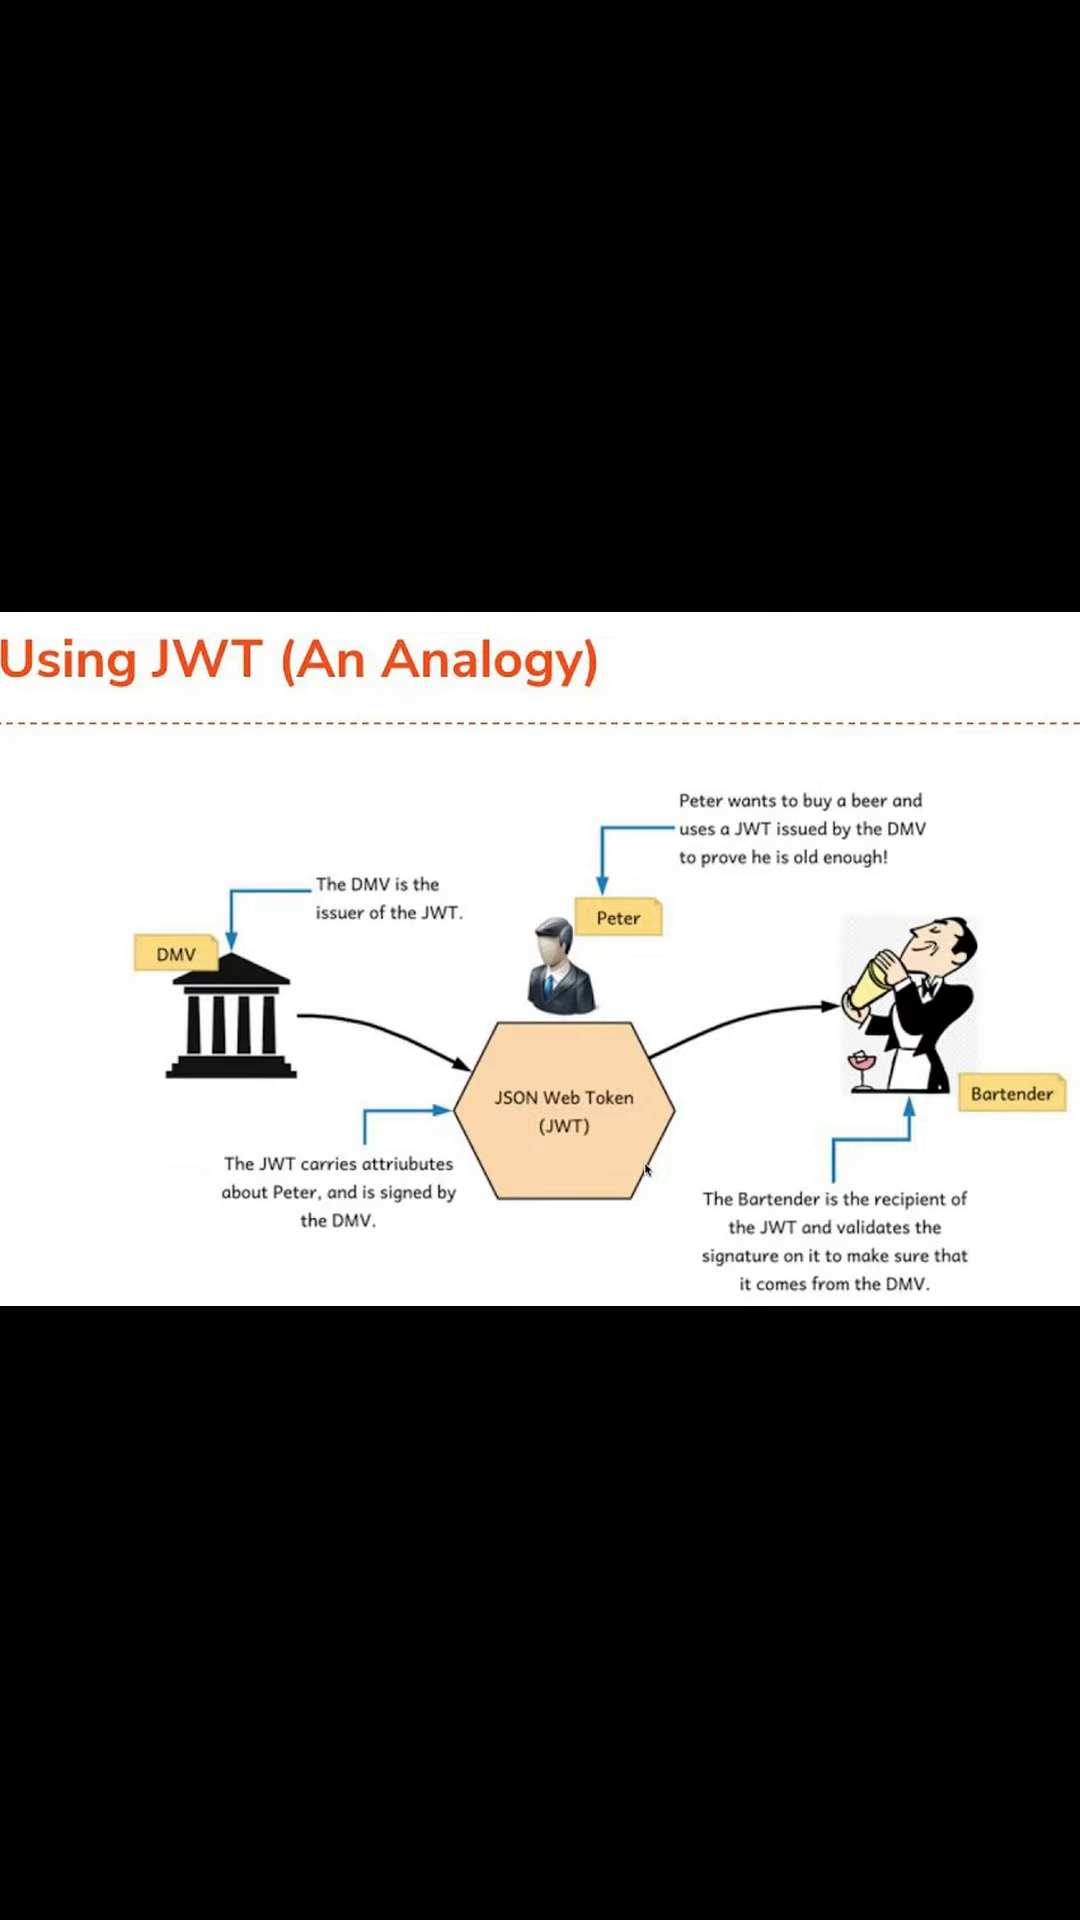 Using JWT (An Analogy)
Peter wants to buy a beer and
uses a JWT issued by the DMV
to prove he is old enough!
The DMV is the
issuer of the JWT.
Peter
DMV
JSON Web Token
(JWT)
Bartender
The JWT carries attriubutes
about Peter, and is signed by
the DMV.
The Bartender is the recipient of
the JWT and validates the
signature on it to make sure that
it comes from the DMV.